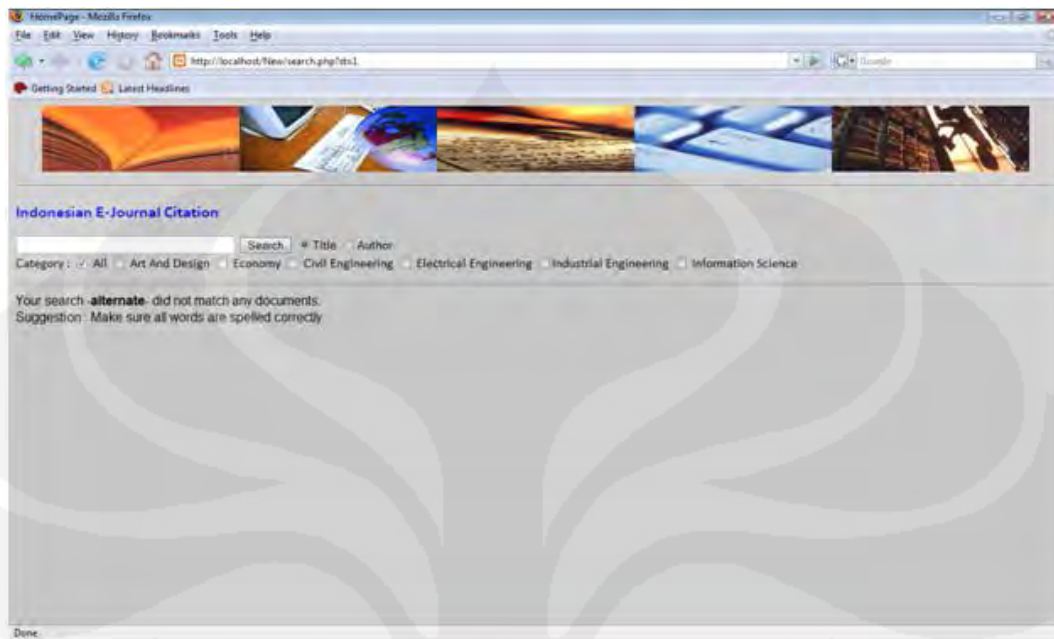 HomePage - Mozilla Firefox
File Edit View History Bookmarks Tools Help
http://localhost/New/search.php?sts1
Google
Getting Started Latest Headlines
Indonesian E-Journal Citation
Search Title Author
Category : All Art And Design Economy Civil Engineering Electrical Engineering Industrial Engineering Information Science
Your search -alternate- did not match any documents.
Suggestion : Make sure all words are spelled correctly
Done